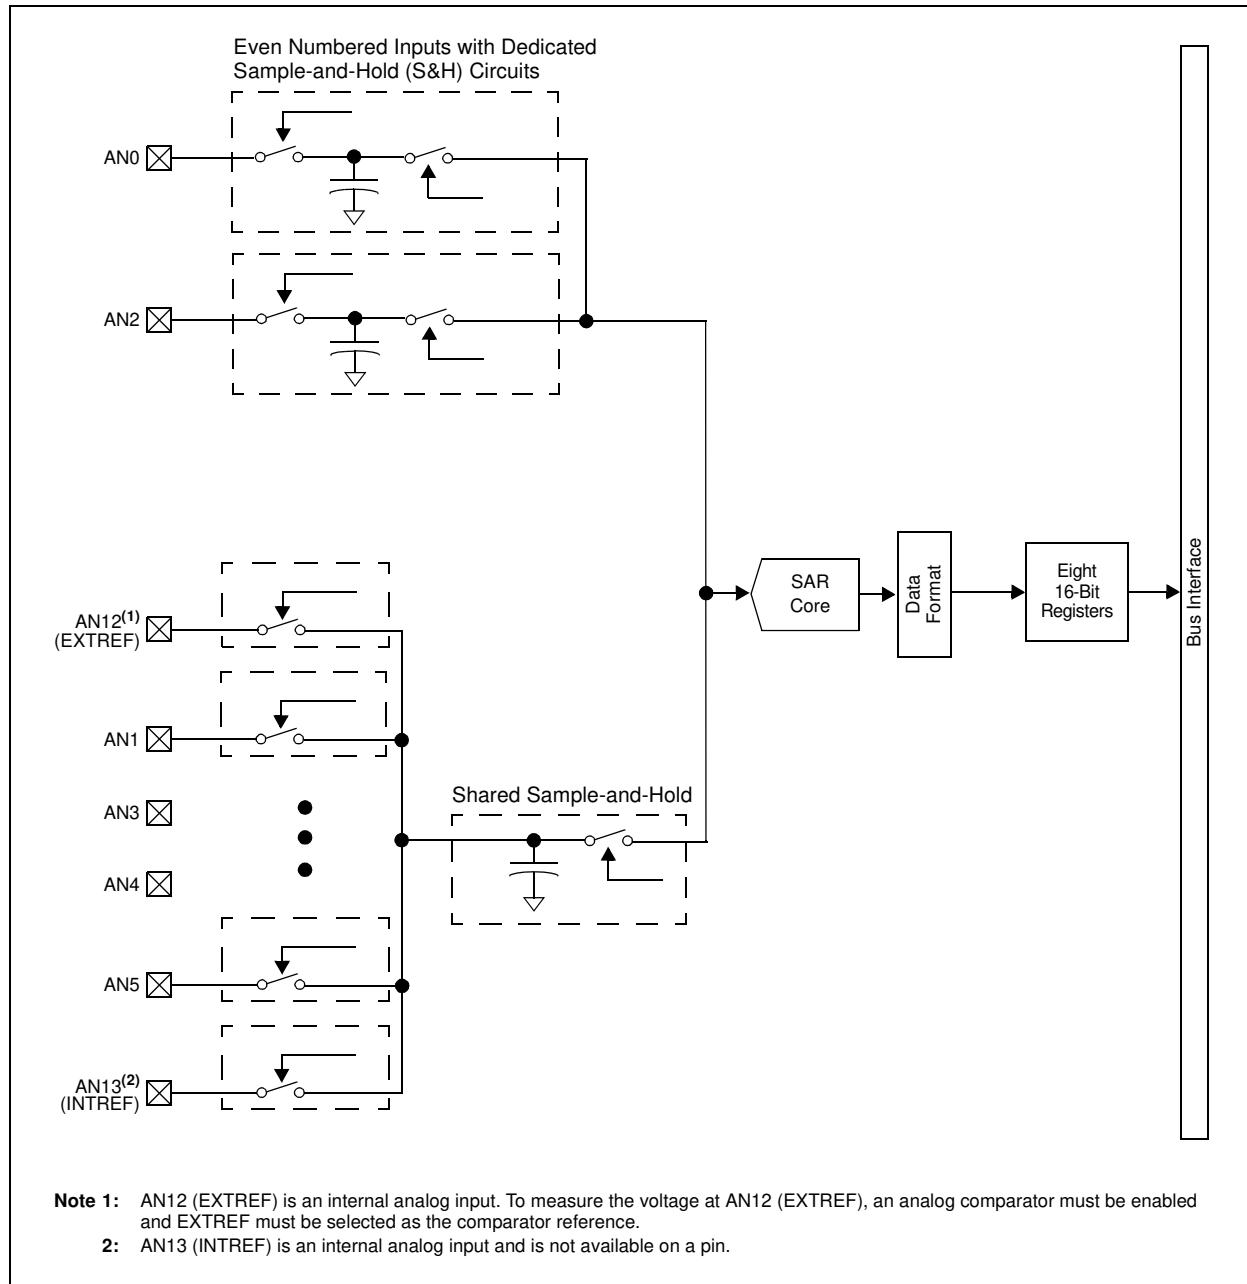 Even Numbered Inputs with Dedicated
Sample-and-Hold (S&H) Circuits
AN0
AN2
AN12(1)
(EXTREF)
AN1
AN3
AN4
AN5
AN13(2)
(INTREF)
Shared Sample-and-Hold
SAR
Core
Data
Format
Eight
16-Bit
Registers
Bus Interface
Note 1: AN12 (EXTREF) is an internal analog input. To measure the voltage at AN12 (EXTREF), an analog comparator must be enabled
and EXTREF must be selected as the comparator reference.
2: AN13 (INTREF) is an internal analog input and is not available on a pin.